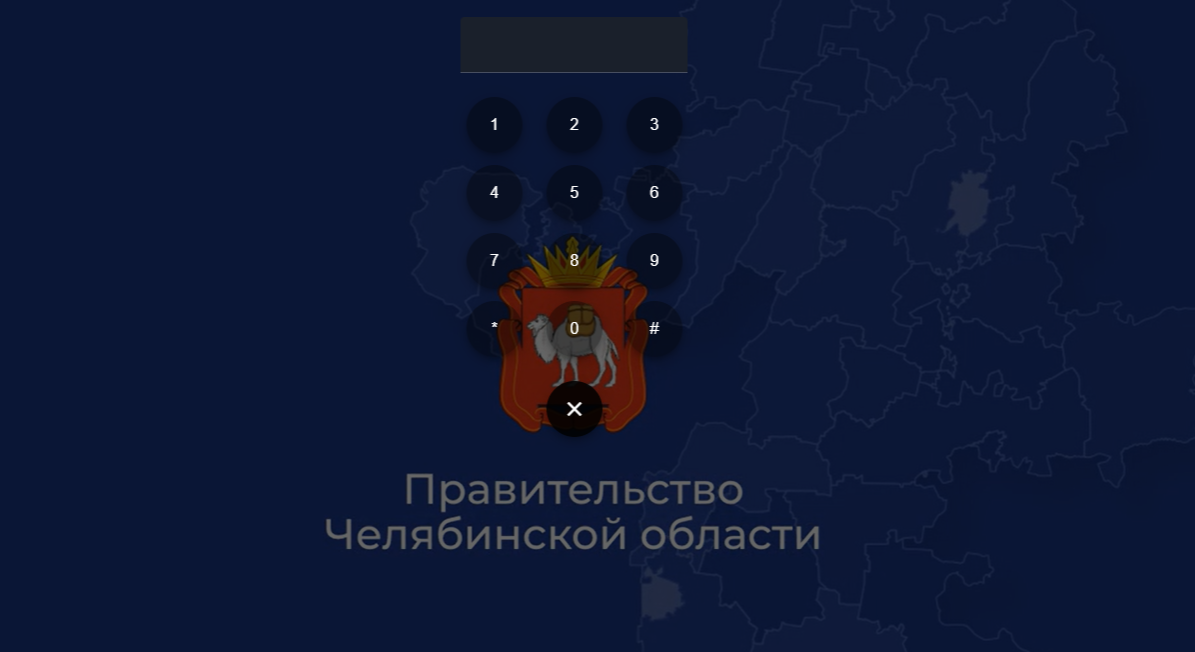 1 2 3
4 5 6
7 8 9
* 0 #
×
Правительство
Челябинской области